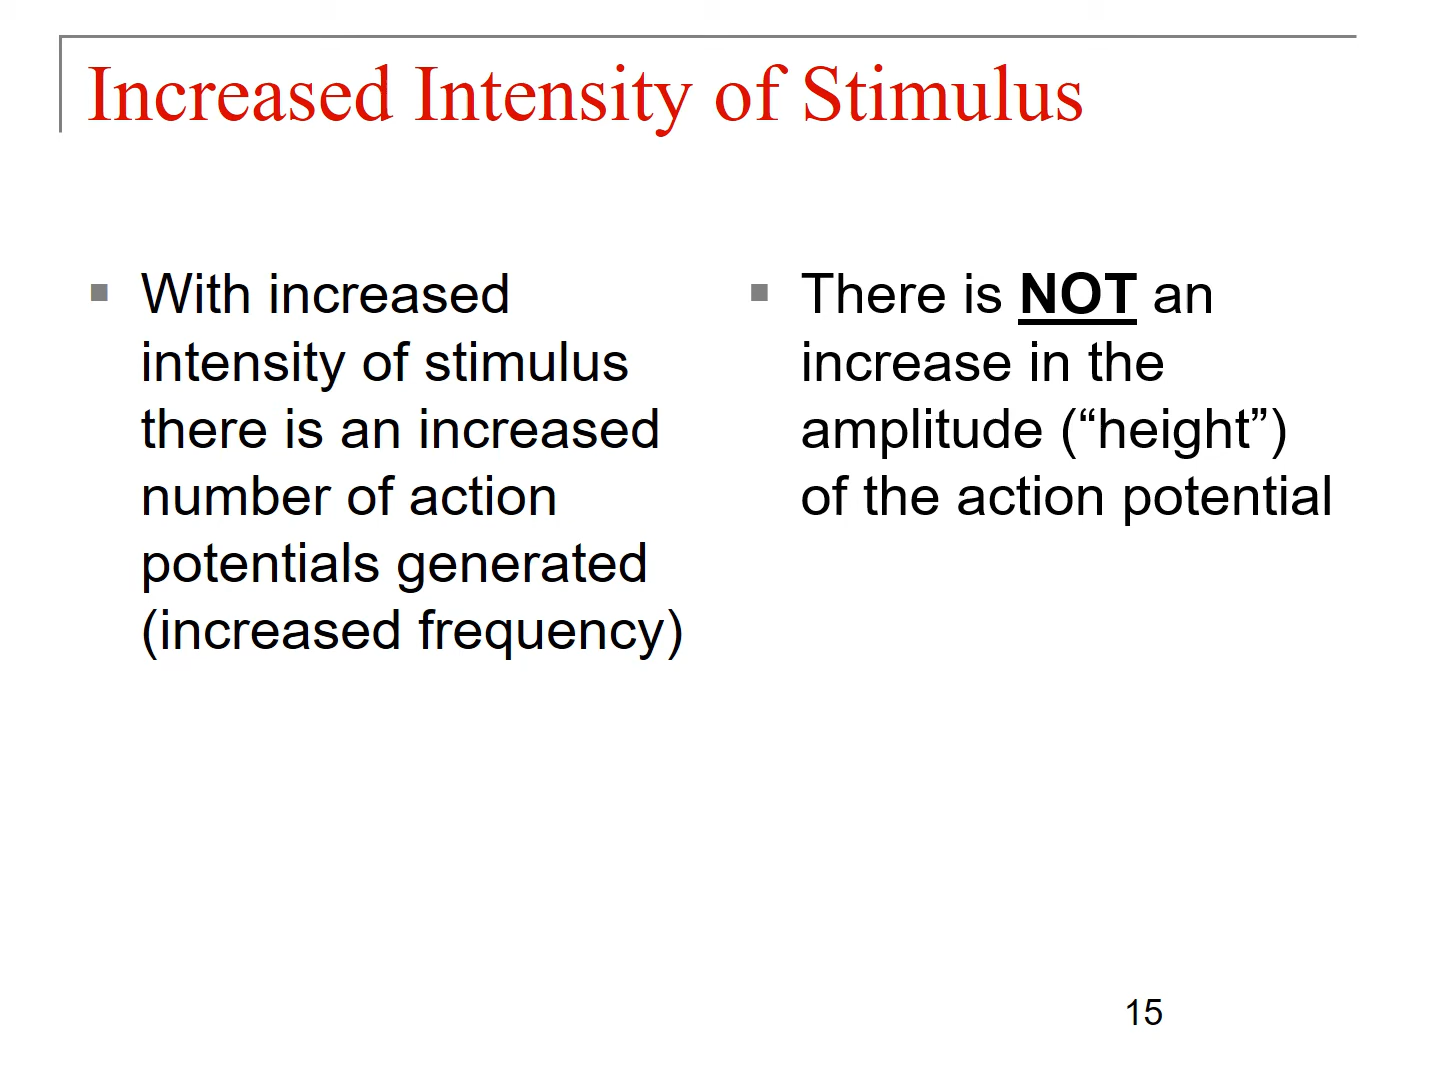 Increased Intensity of Stimulus
With increased
intensity of stimulus
there is an increased
number of action
potentials generated
(increased frequency)
There is NOT an
increase in the
amplitude (“height”)
of the action potential
15